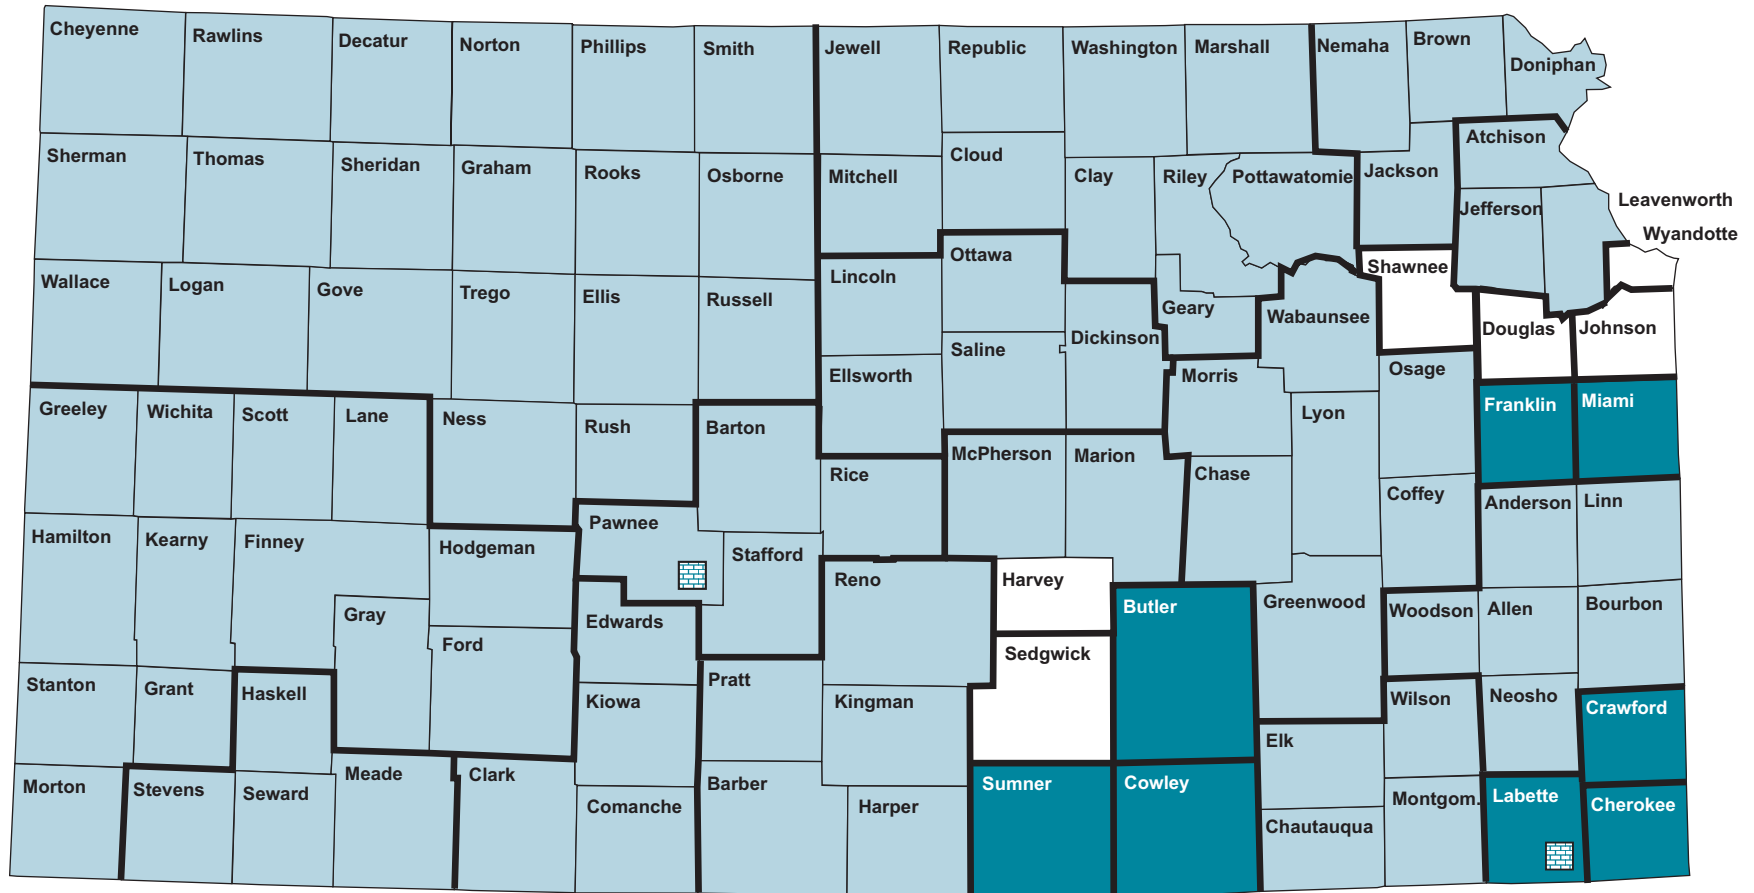 Cheyenne
Rawlins
Decatur
Norton
Phillips
Smith
Jewell
Republic
Washington
Marshall
Nemaha
Brown
Doniphan
Sherman
Thomas
Sheridan
Graham
Rooks
Osborne
Mitchell
Cloud
Clay
Riley
Pottawatomie
Jackson
Atchison
Jefferson
Leavenworth
Wyandotte
Wallace
Logan
Gove
Trego
Ellis
Russell
Lincoln
Ottawa
Saline
Dickinson
Geary
Wabaunsee
Shawnee
Douglas
Johnson
Greeley
Wichita
Scott
Lane
Ness
Rush
Barton
Ellsworth
Rice
McPherson
Marion
Morris
Chase
Lyon
Osage
Coffey
Franklin
Miami
Anderson
Linn
Hamilton
Kearny
Finney
Hodgeman
Pawnee
Stafford
Reno
Harvey
Butler
Greenwood
Woodson
Allen
Bourbon
Gray
Ford
Edwards
Sedgwick
Stanton
Grant
Haskell
Kiowa
Pratt
Kingman
Elk
Wilson
Neosho
Crawford
Morton
Stevens
Seward
Meade
Clark
Comanche
Barber
Harper
Sumner
Cowley
Chautauqua
Montgom.
Labette
Cherokee